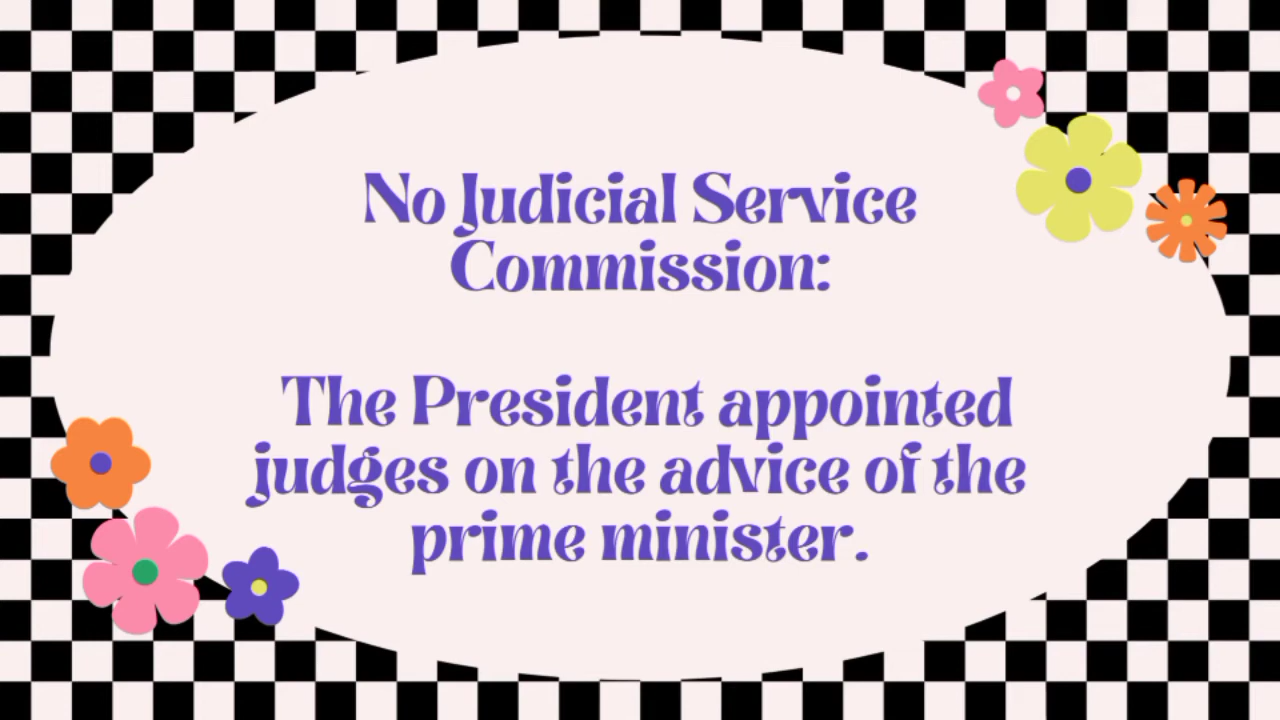 No Judicial Service
Commission:
The President appointed
judges on the advice of the
prime minister.